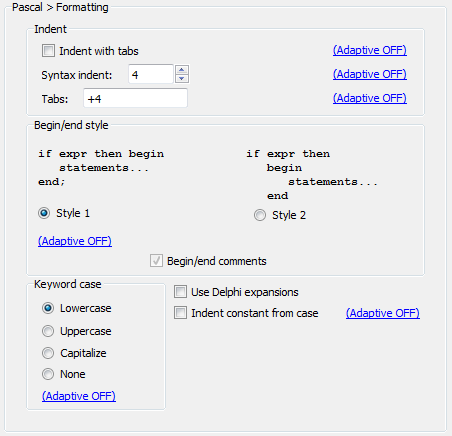 Pascal > Formatting
Indent
Indent with tabs (Adaptive OFF)
Syntax indent: 4 (Adaptive OFF)
Tabs: +4 (Adaptive OFF)
Begin/end style
if expr then begin
statements...
end;
if expr then
begin
statements...
end
Style 1
Style 2
(Adaptive OFF)
Begin/end comments
Keyword case
Lowercase
Uppercase
Capitalize
None
(Adaptive OFF)
Use Delphi expansions
Indent constant from case (Adaptive OFF)